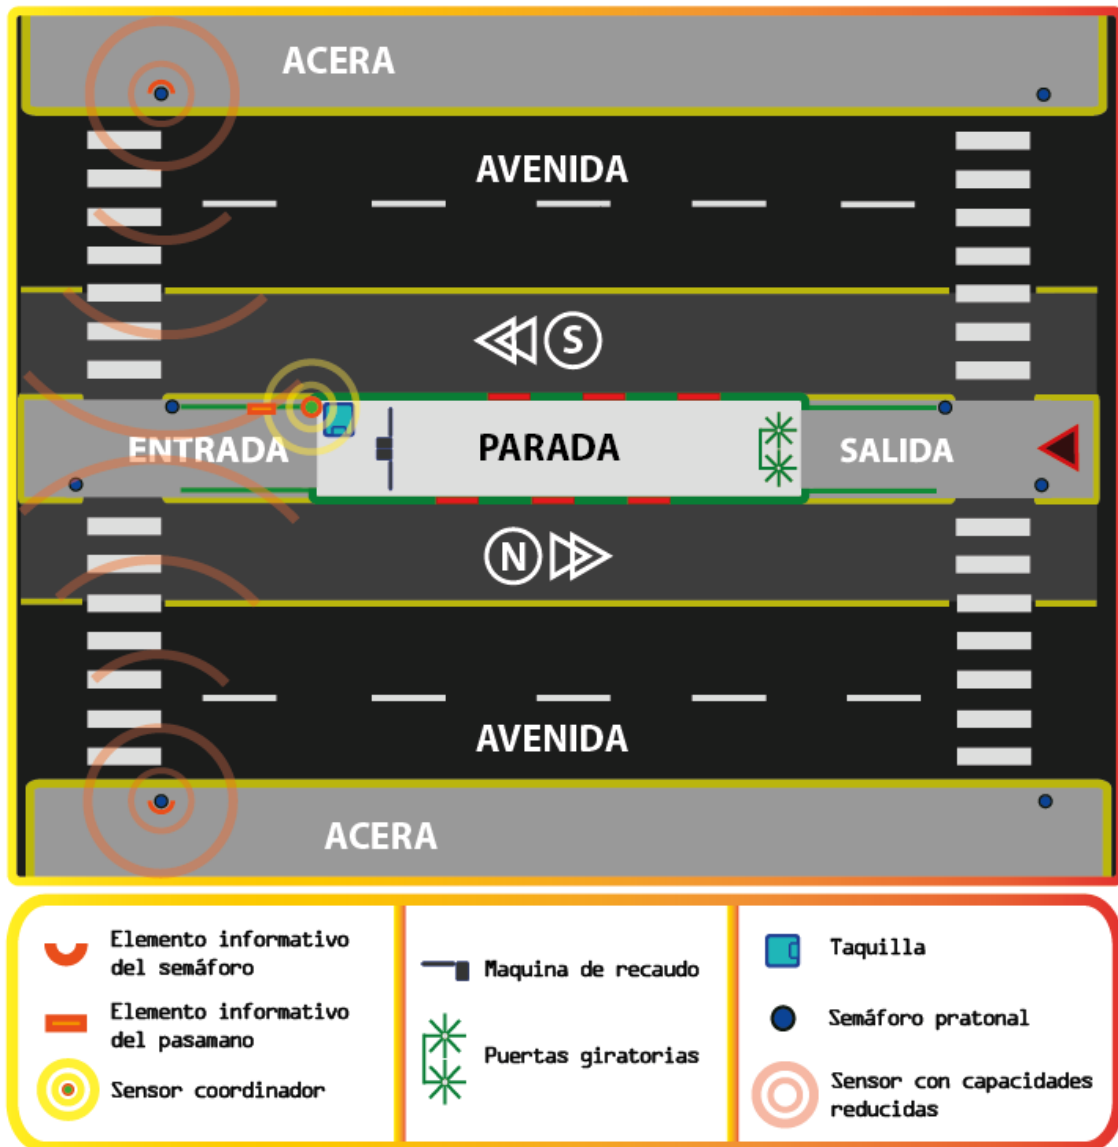 ACERA
AVENIDA
S
ENTRADA
PARADA
SALIDA
N
AVENIDA
ACERA
Elemento informativo
del semáforo
Elemento informativo
del pasamano
Sensor coordinador
Maquina de recaudo
Puertas giratorias
Taquilla
Semáforo pratonal
Sensor con capacidades
reducidas